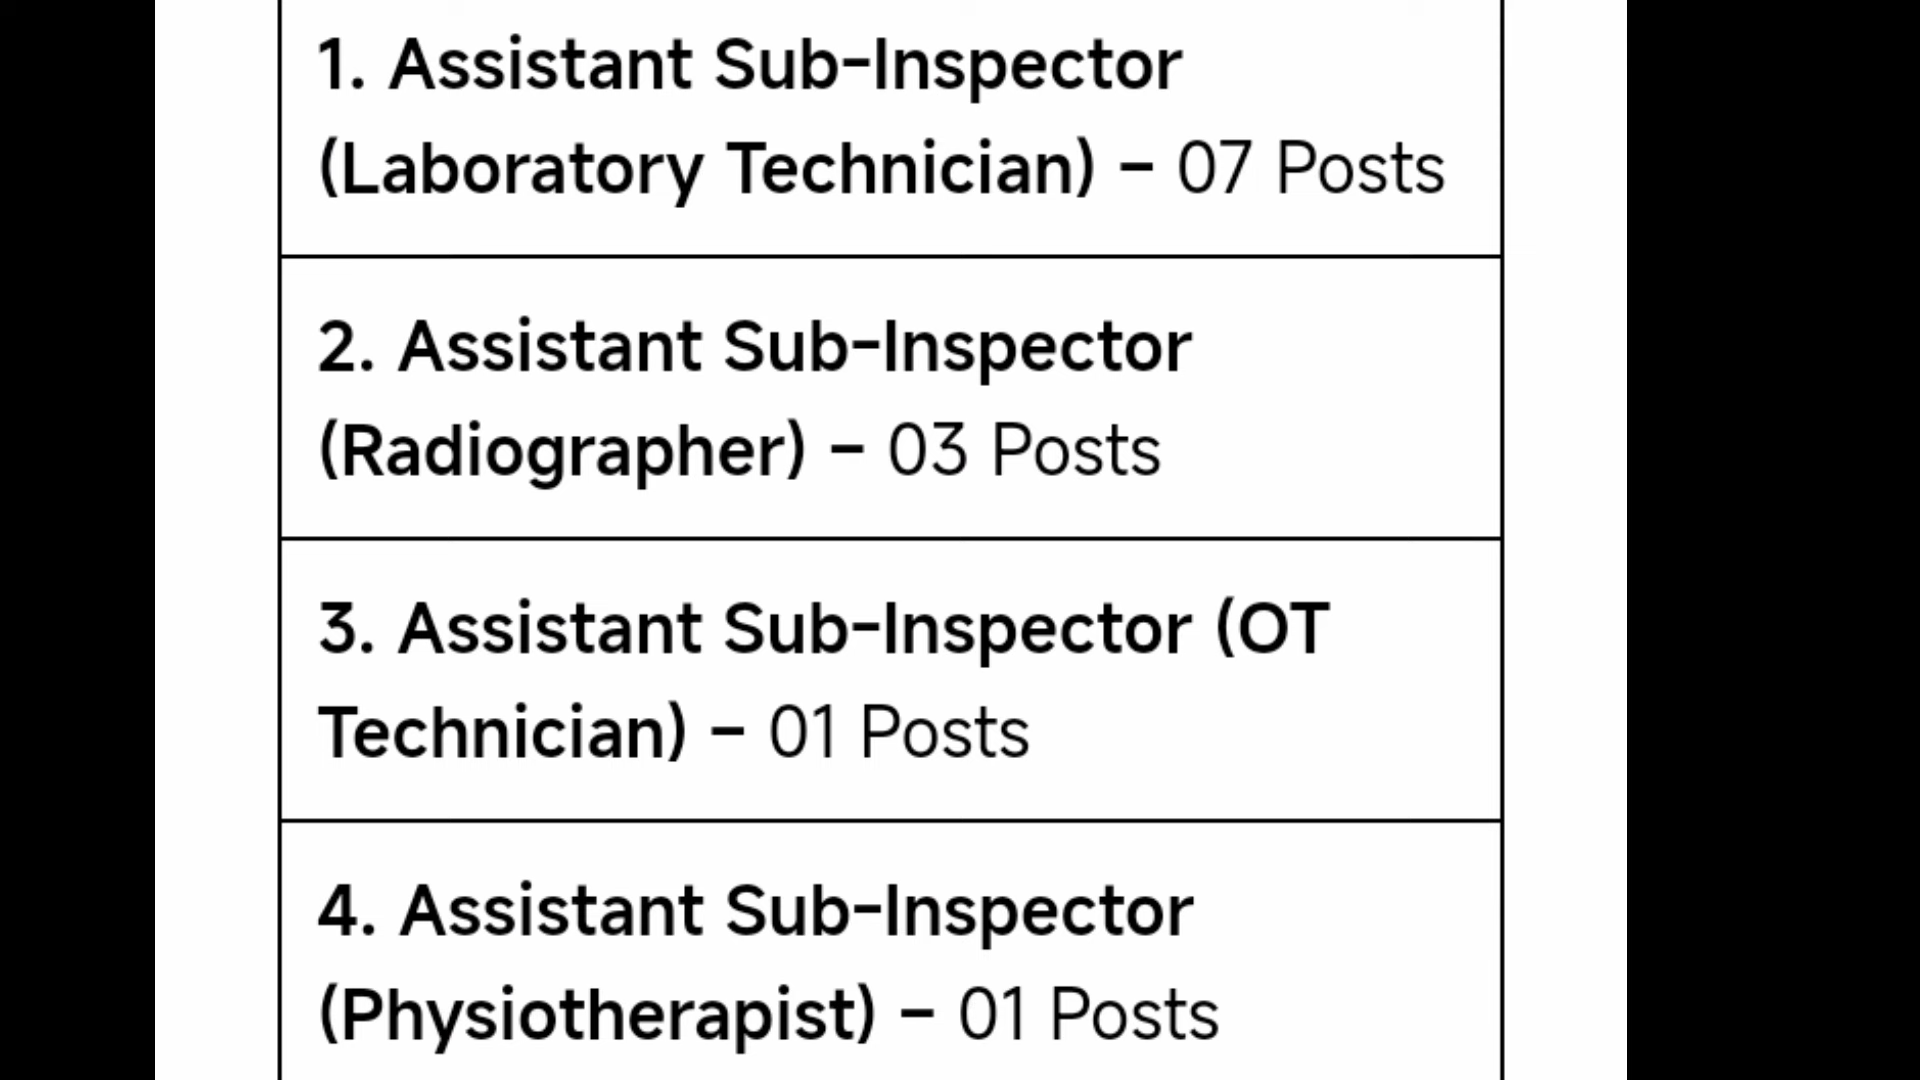 1. Assistant Sub-Inspector
(Laboratory Technician) – 07 Posts
2. Assistant Sub-Inspector
(Radiographer) – 03 Posts
3. Assistant Sub-Inspector (OT
Technician) – 01 Posts
4. Assistant Sub-Inspector
(Physiotherapist) – 01 Posts